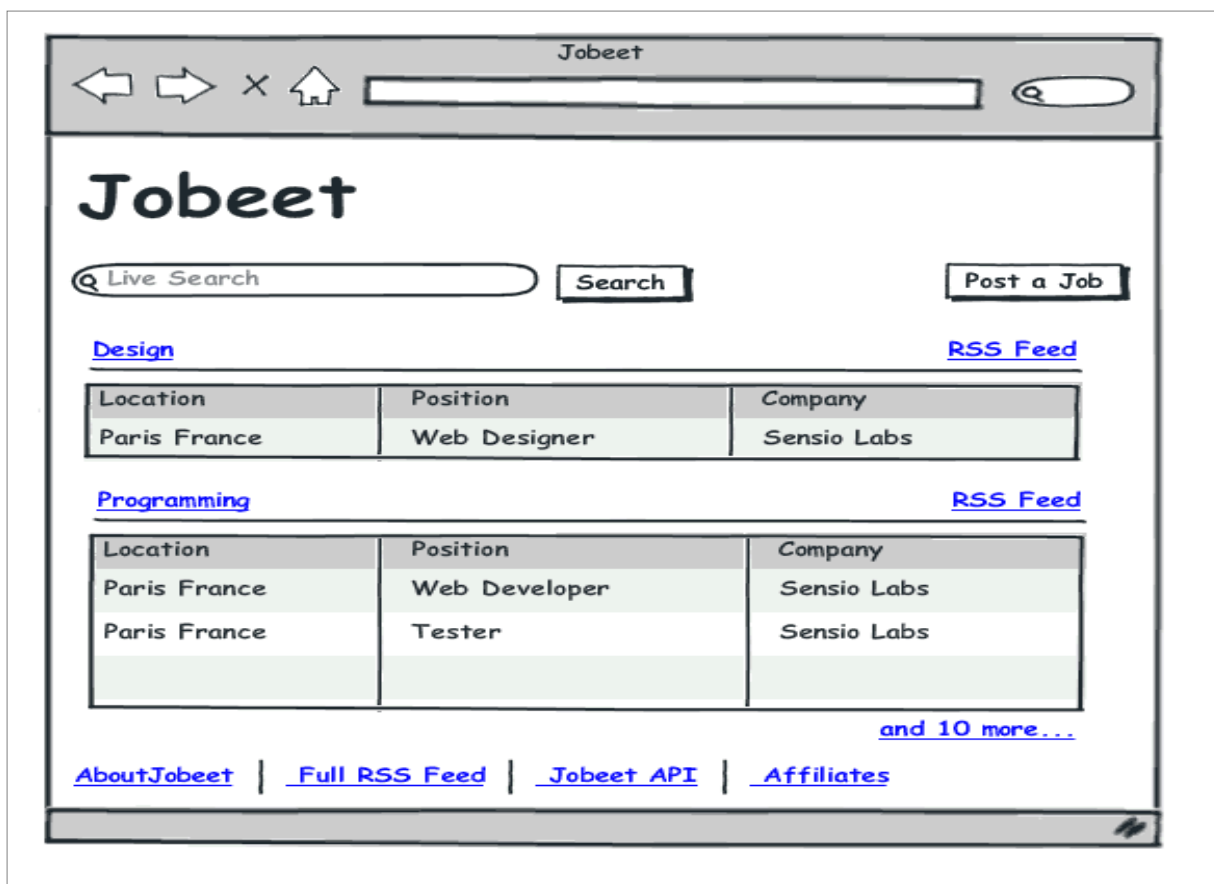 Jobeet
Jobeet
Live Search Search Post a Job
Design RSS Feed
Location Position Company
Paris France Web Designer Sensio Labs
Programming RSS Feed
Location Position Company
Paris France Web Developer Sensio Labs
Paris France Tester Sensio Labs
and 10 more...
AboutJobeet Full RSS Feed Jobeet API Affiliates